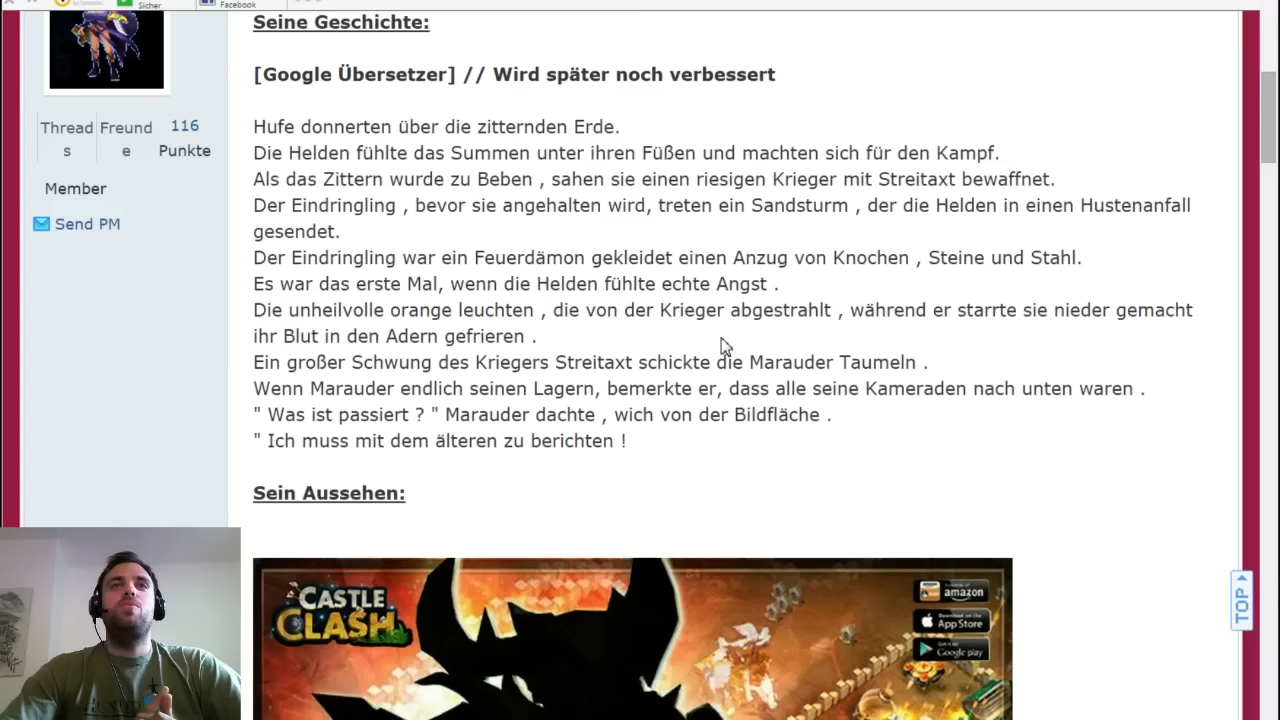 Sicher
Facebook
Seine Geschichte:
[Google Übersetzer] // Wird später noch verbessert
Thread
s
Freund
e
116
Punkte
Member
Send PM
Hufe donnerten über die zitternden Erde.
Die Helden fühlte das Summen unter ihren Füßen und machten sich für den Kampf.
Als das Zittern wurde zu Beben , sahen sie einen riesigen Krieger mit Streitaxt bewaffnet.
Der Eindringling , bevor sie angehalten wird, treten ein Sandsturm , der die Helden in einen Hustenanfall
gesendet.
Der Eindringling war ein Feuerdämon gekleidet einen Anzug von Knochen , Steine und Stahl.
Es war das erste Mal, wenn die Helden fühlte echte Angst .
Die unheilvolle orange leuchten , die von der Krieger abgestrahlt , während er starrte sie nieder gemacht
ihr Blut in den Adern gefrieren .
Ein großer Schwung des Kriegers Streitaxt schickte die Marauder Taumeln .
Wenn Marauder endlich seinen Lagern, bemerkte er, dass alle seine Kameraden nach unten waren .
" Was ist passiert ? " Marauder dachte , wich von der Bildfläche .
" Ich muss mit dem älteren zu berichten !
Sein Aussehen:
CASTLE
CLASH
amazon
App Store
Google play
TOP